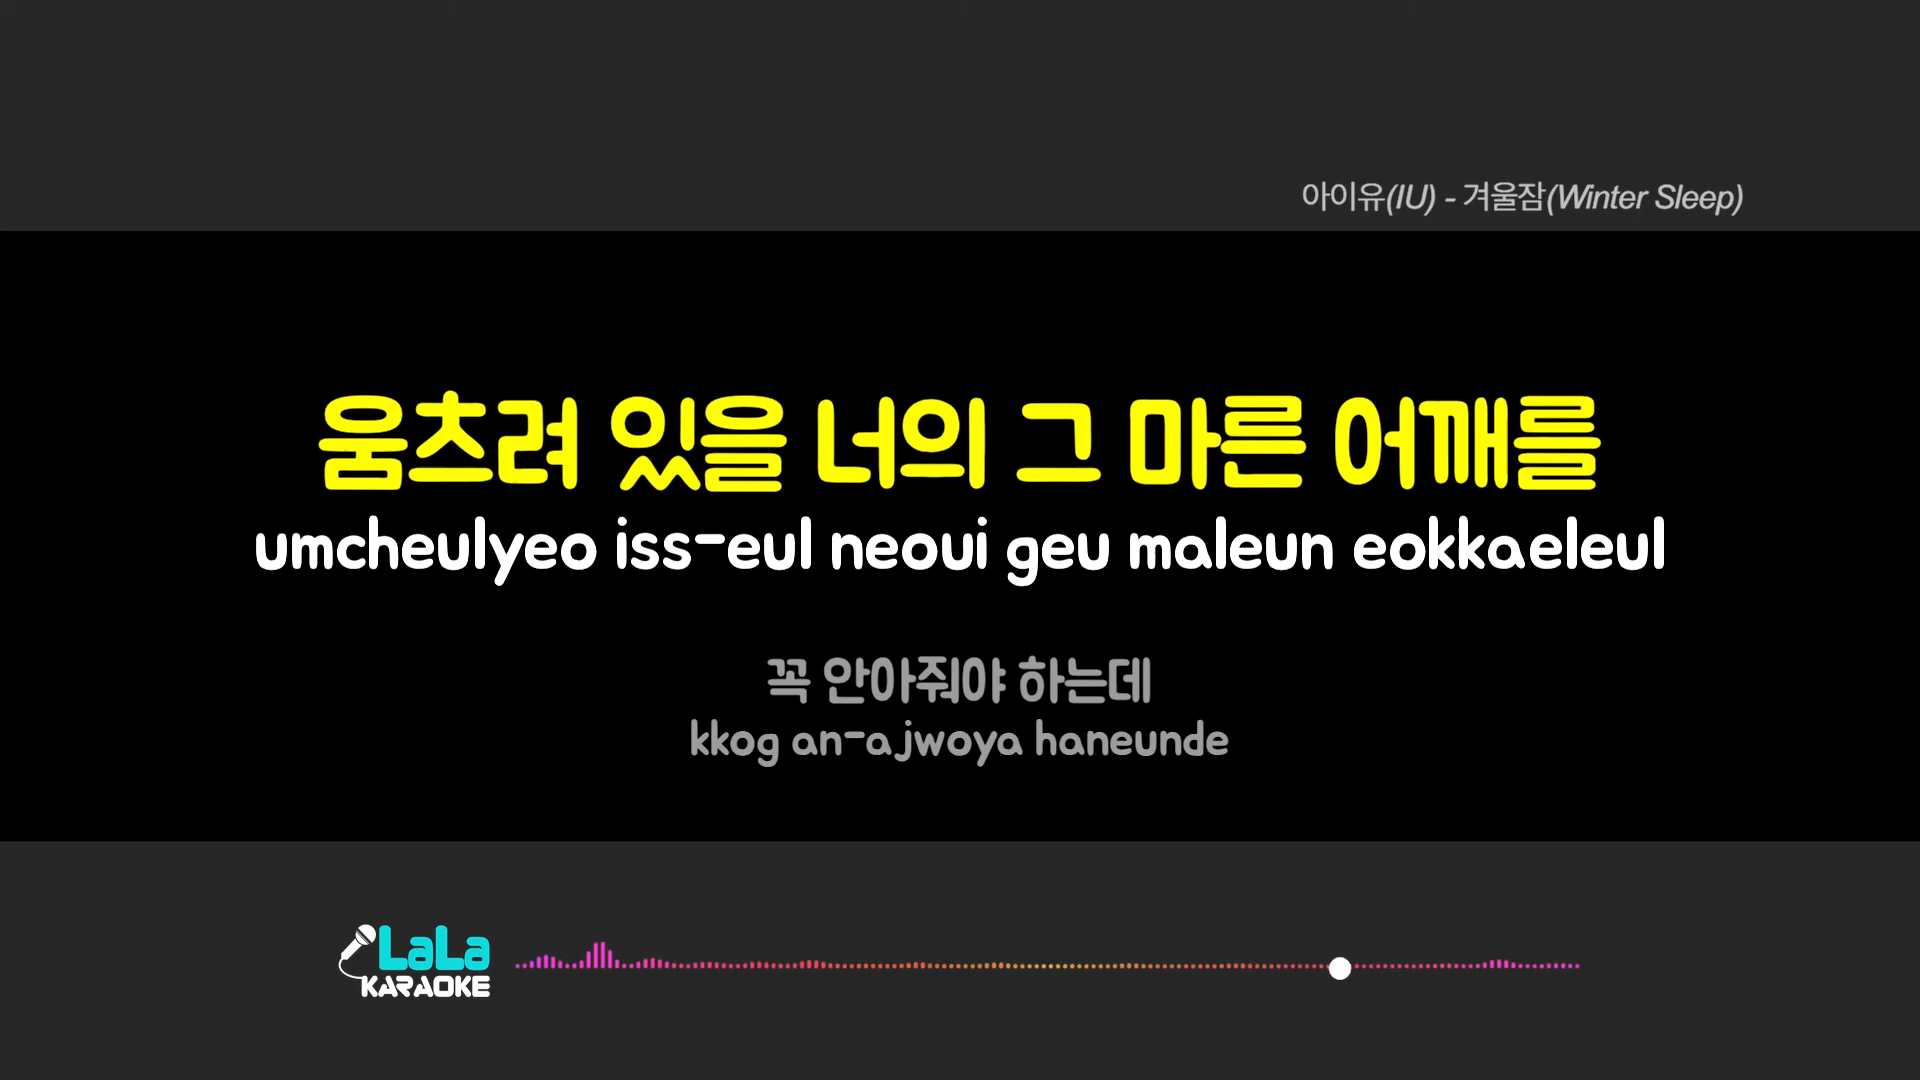 아이유(IU) - 겨울잠(Winter Sleep)
움츠려 있을 너의 그 마른 어깨를
umcheulyeo iss-eul neoui geu maleun eokkaeleul
꼭 안아줘야 하는데
kkog an-ajwoya haneunde
LaLa
KARAOKE